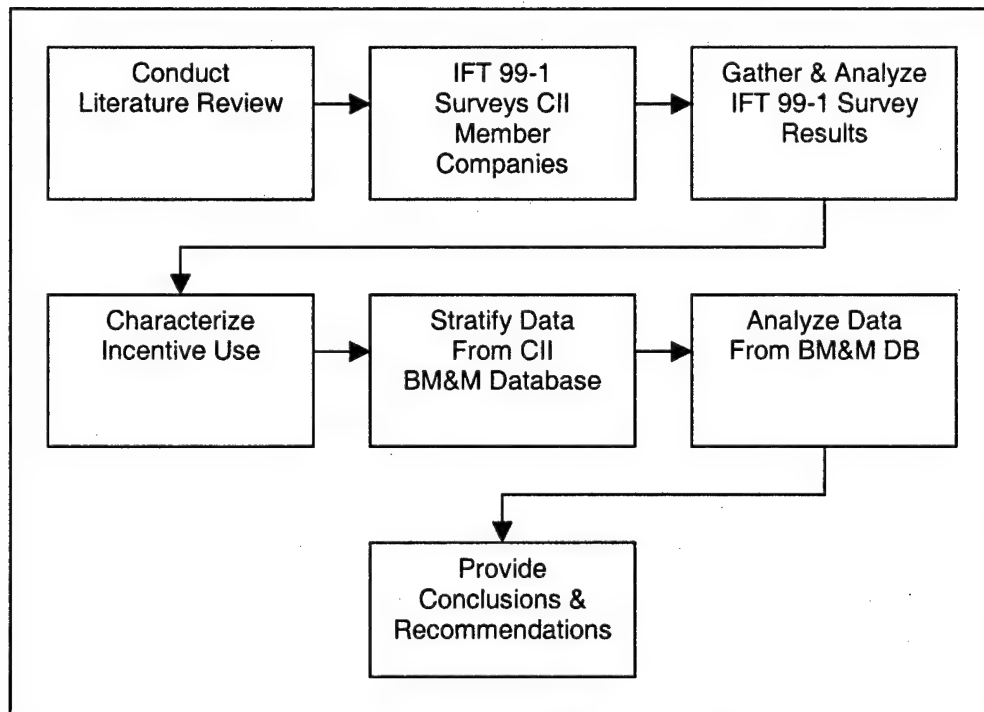 Conduct
Literature Review
IFT 99-1
Surveys CII
Member
Companies
Gather & Analyze
IFT 99-1 Survey
Results
Characterize
Incentive Use
Stratify Data
From CII
BM&M Database
Analyze Data
From BM&M DB
Provide
Conclusions &
Recommendations